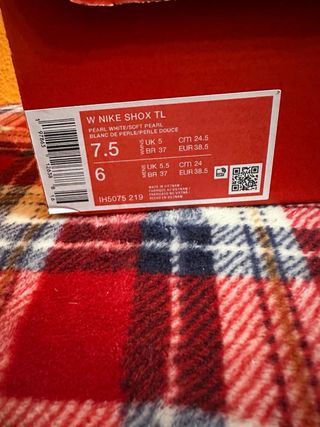 W NIKE SHOX TL
PEARL WHITE/SOFT PEARL
BLANC DE PERLE/PERLE DOUCE
7.5 WOMENS UK 5 cm 24.5
BR 37 EUR 38.5
6 MENS UK 5.5 cm 24
BR 37 EUR 38.5
MADE IN VIETNAM
IH5075 219